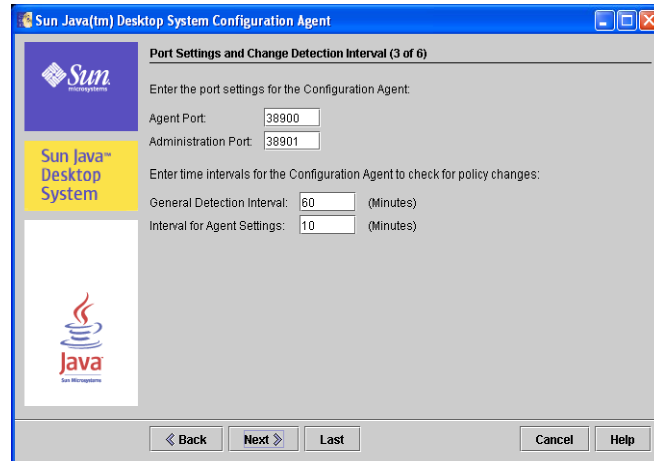 Sun Java(tm) Desktop System Configuration Agent
Sun
microsystems
Sun Java™
Desktop
System
Java
Sun Microsystems
Port Settings and Change Detection Interval (3 of 6)
Enter the port settings for the Configuration Agent:
Agent Port: 38900
Administration Port: 38901
Enter time intervals for the Configuration Agent to check for policy changes:
General Detection Interval: 60 (Minutes)
Interval for Agent Settings: 10 (Minutes)
Back Next Last Cancel Help